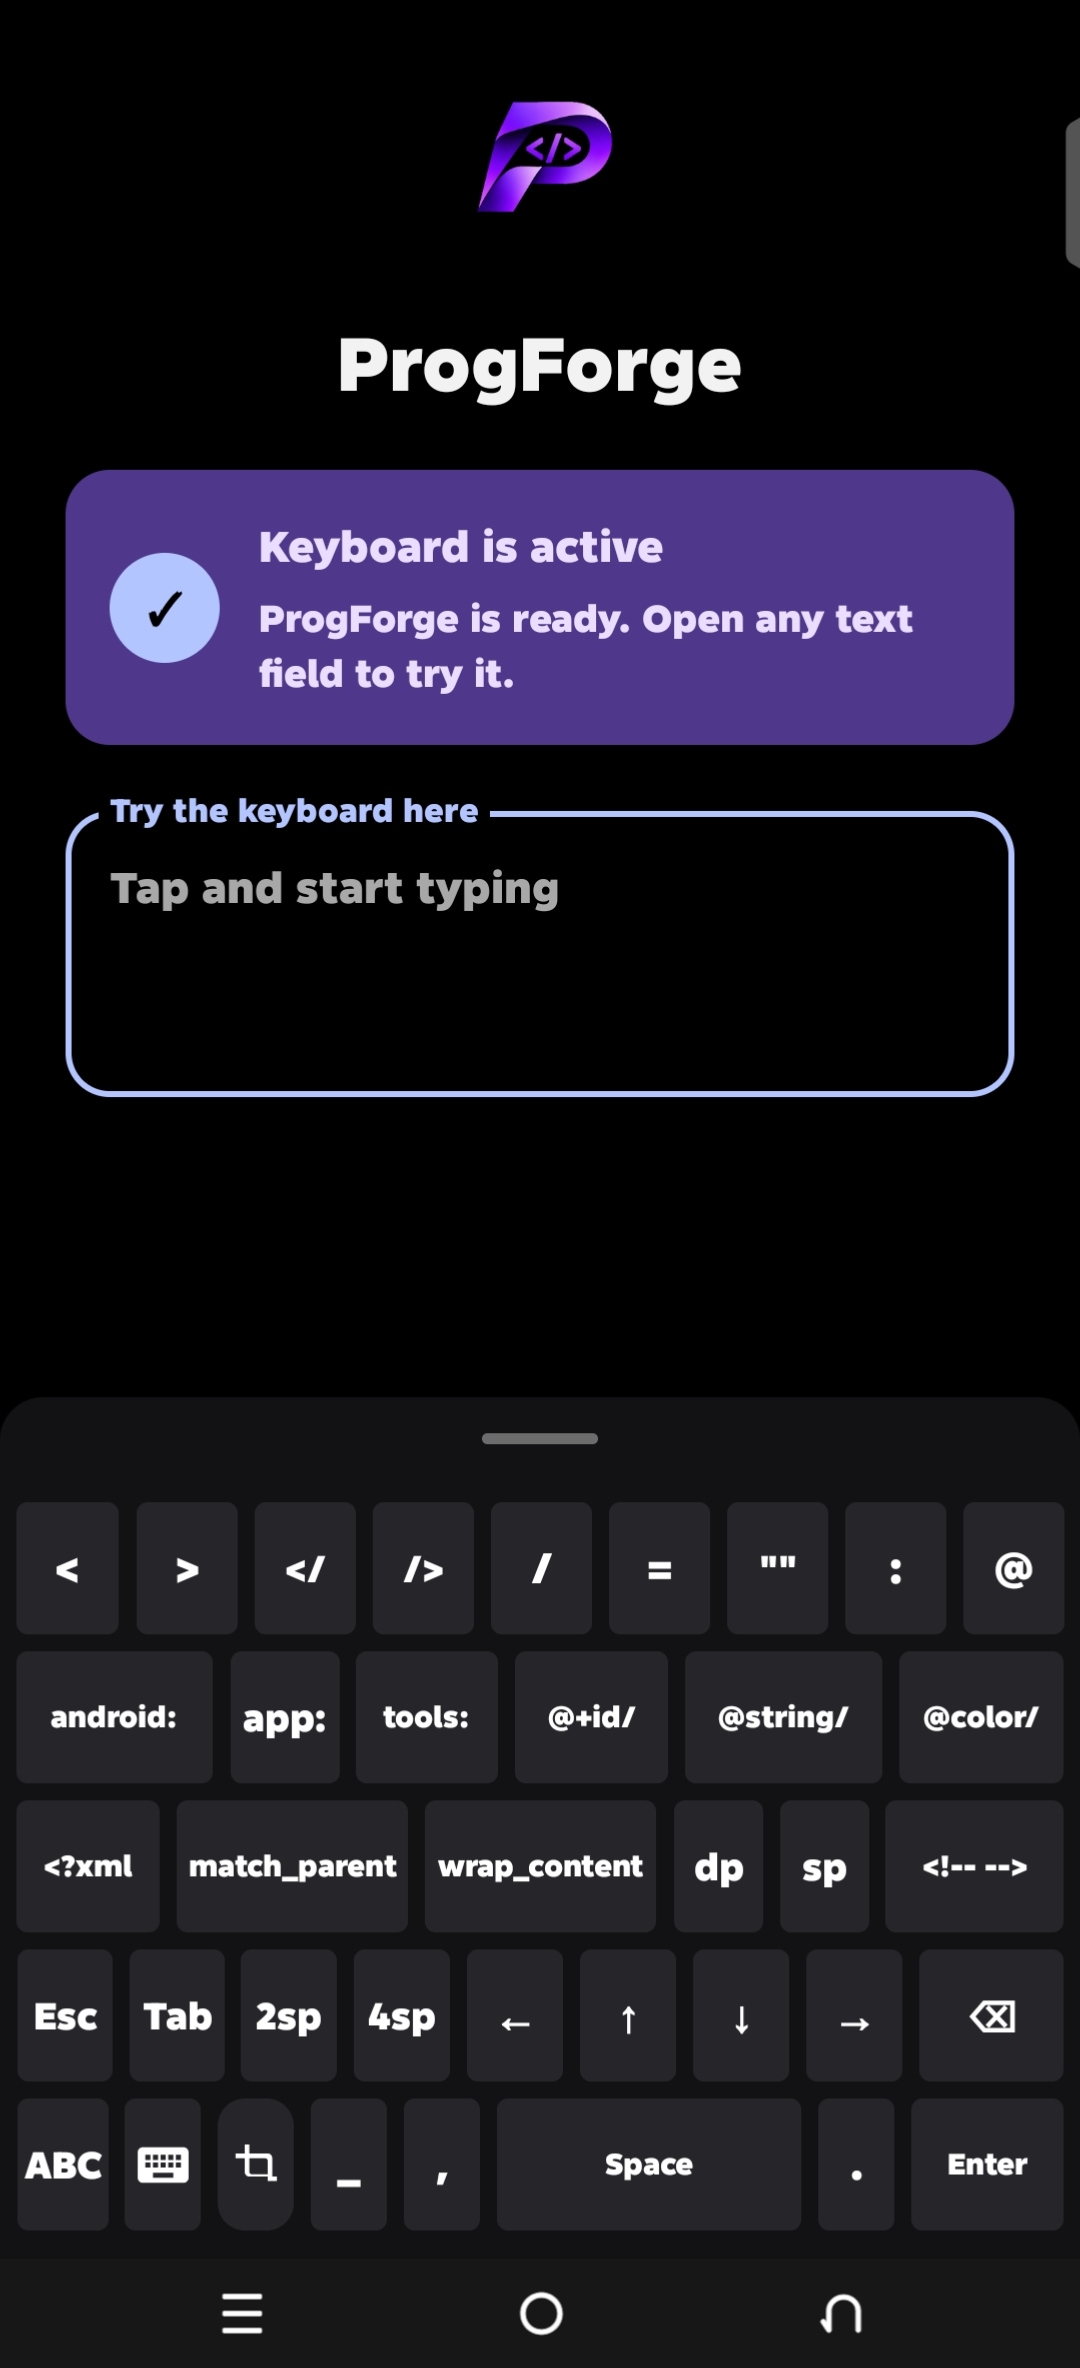 </>
ProgForge
Keyboard is active
ProgForge is ready. Open any text
field to try it.
Try the keyboard here
Tap and start typing
< > </ /> / = "" : @
android: app: tools: @+id/ @string/ @color/
<?xml match_parent wrap_content dp sp <!-- -->
Esc Tab 2sp 4sp ← ↑ ↓ →
ABC _ , Space . Enter